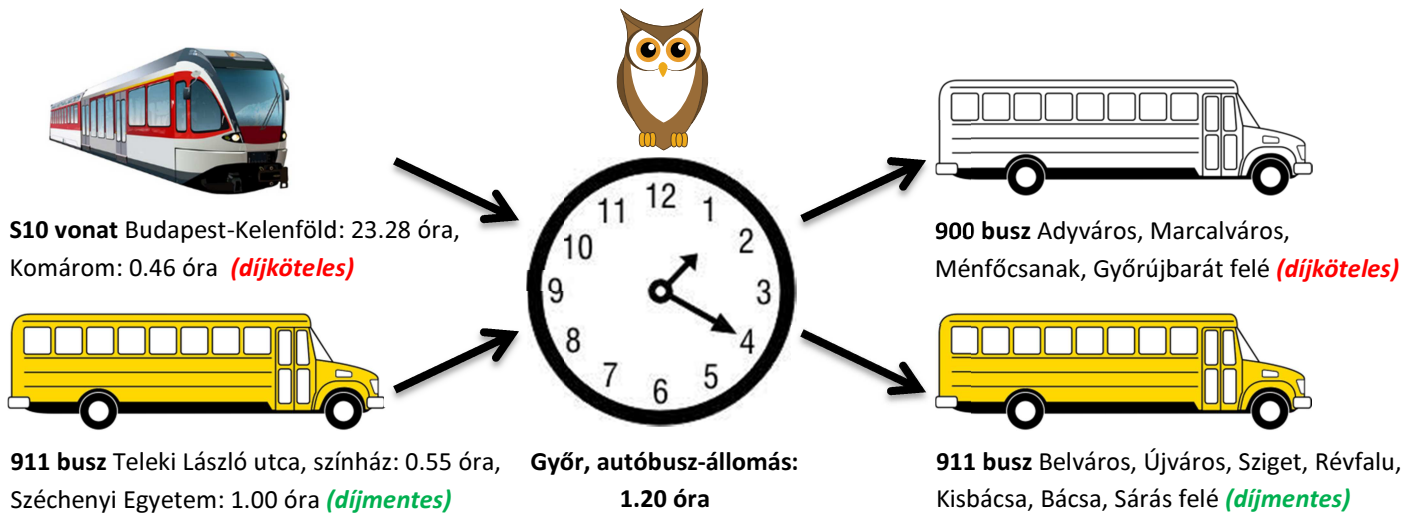 12
11
1
10
2
9
3
8
4
7
5
6
S10 vonat Budapest-Kelenföld: 23.28 óra,
Komárom: 0.46 óra (díjköteles)
900 busz Adyváros, Marcalváros,
Ménfőcsanak, Győrújbarát felé (díjköteles)
911 busz Teleki László utca, színház: 0.55 óra,
Széchenyi Egyetem: 1.00 óra (díjmentes)
Győr, autóbusz-állomás:
1.20 óra
911 busz Belváros, Újváros, Sziget, Révfalu,
Kisbácsa, Bácsa, Sárás felé (díjmentes)